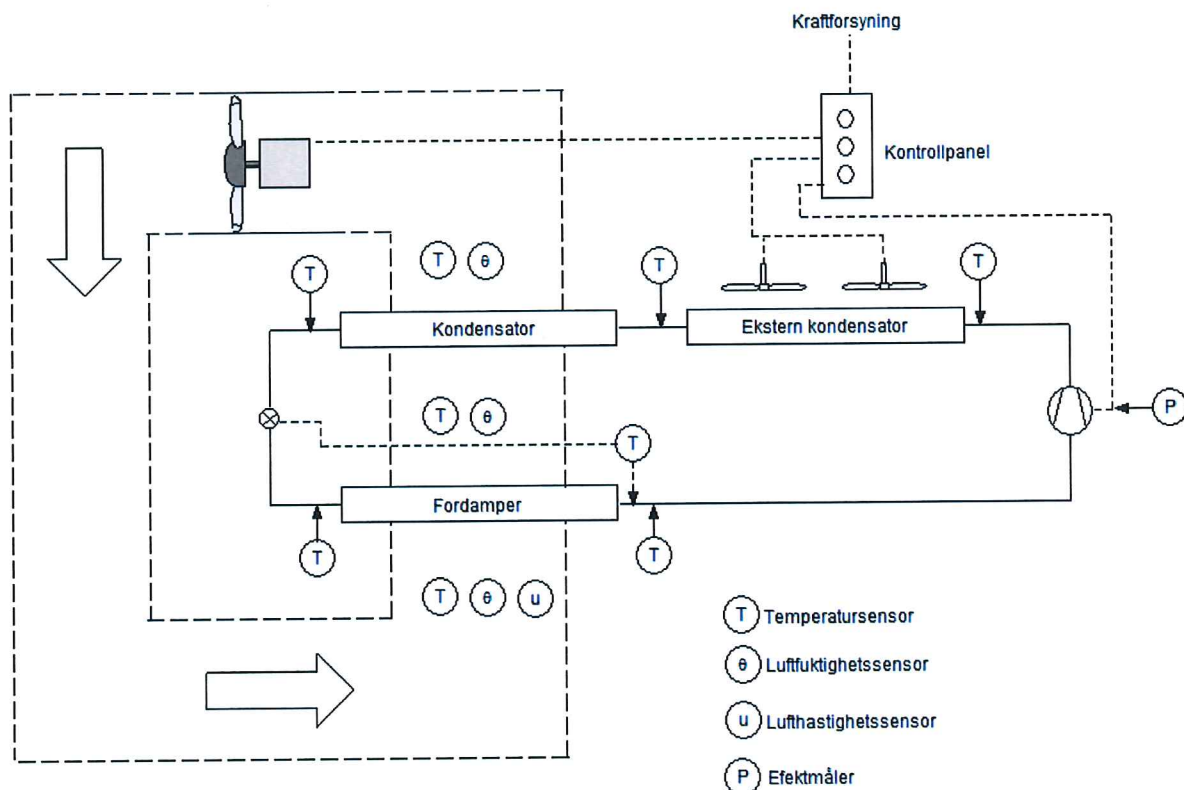 Kraftforsyning
Kontrollpanel
T θ
T
T
T
Kondensator
Ekstern kondensator
T θ
T
P
Fordamper
T
T
T θ u
T Temperatursensor
θ Luftfuktighetssensor
u Lufthastighetssensor
P Efektmåler